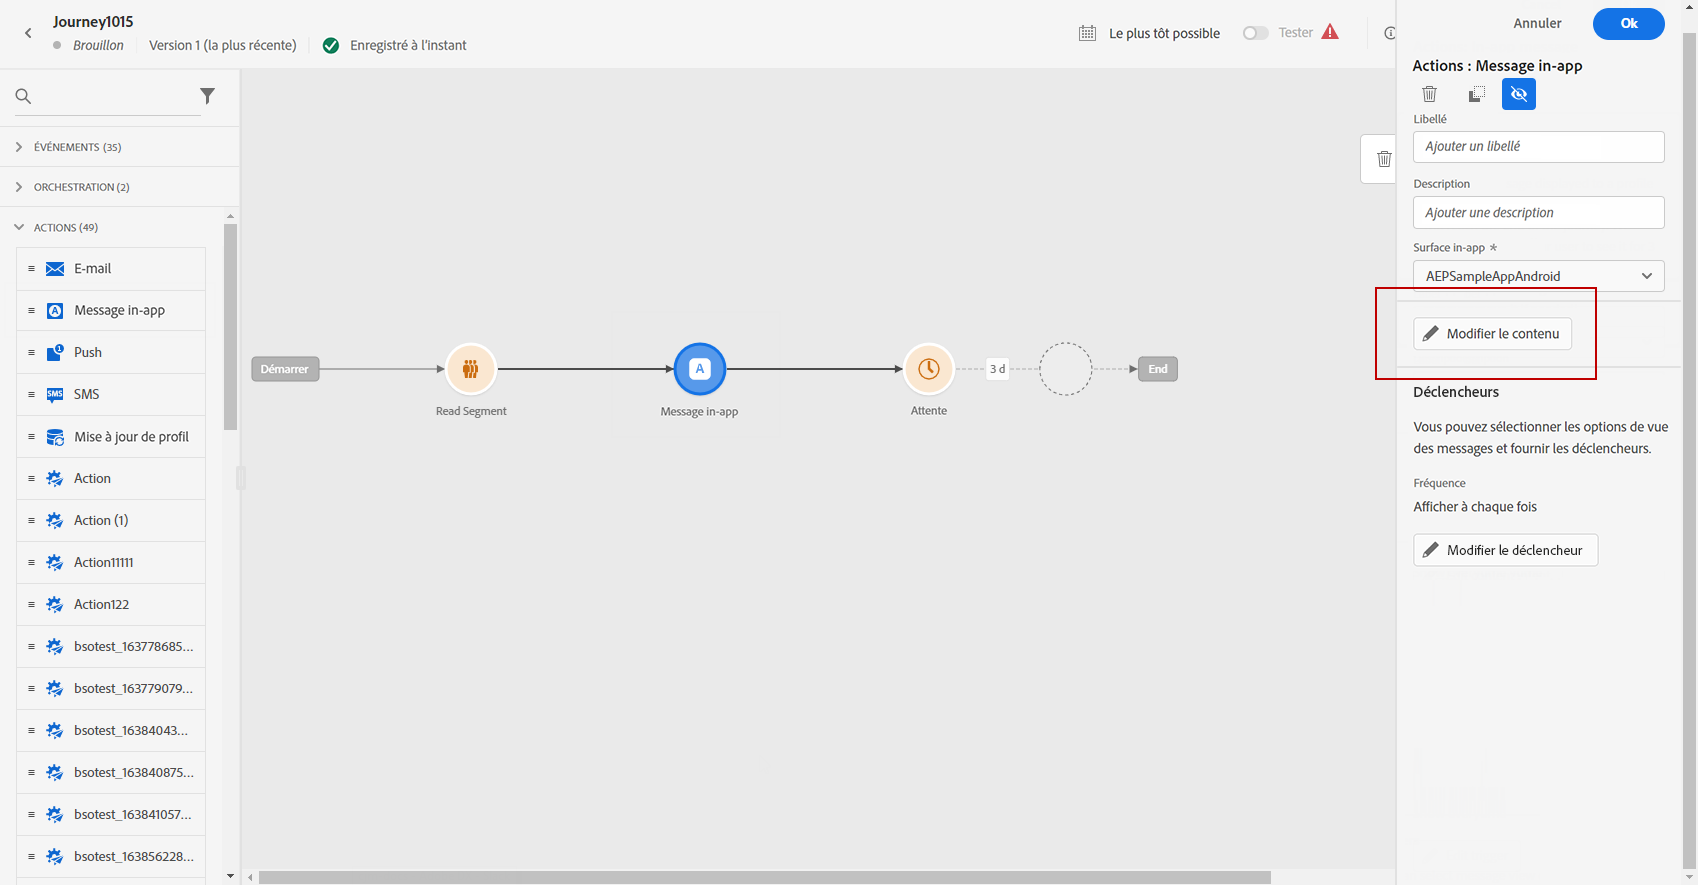 Journey1015
Brouillon
Version 1 (la plus récente)
Enregistré à l'instant
Le plus tôt possible
Tester
Annuler
Ok
ÉVÉNEMENTS (35)
ORCHESTRATION (2)
ACTIONS (49)
E-mail
Message in-app
Push
SMS
Mise à jour de profil
Action
Action (1)
Action11111
Action122
bsotest_163778685...
bsotest_163779079...
bsotest_16384043...
bsotest_163840875...
bsotest_163841057...
bsotest_163856228...
Démarrer
Read Segment
Message in-app
Attente
3 d
End
Actions : Message in-app
Libellé
Ajouter un libellé
Description
Ajouter une description
Surface in-app *
AEPSampleAppAndroid
Modifier le contenu
Déclencheurs
Vous pouvez sélectionner les options de vue
des messages et fournir les déclencheurs.
Fréquence
Afficher à chaque fois
Modifier le déclencheur